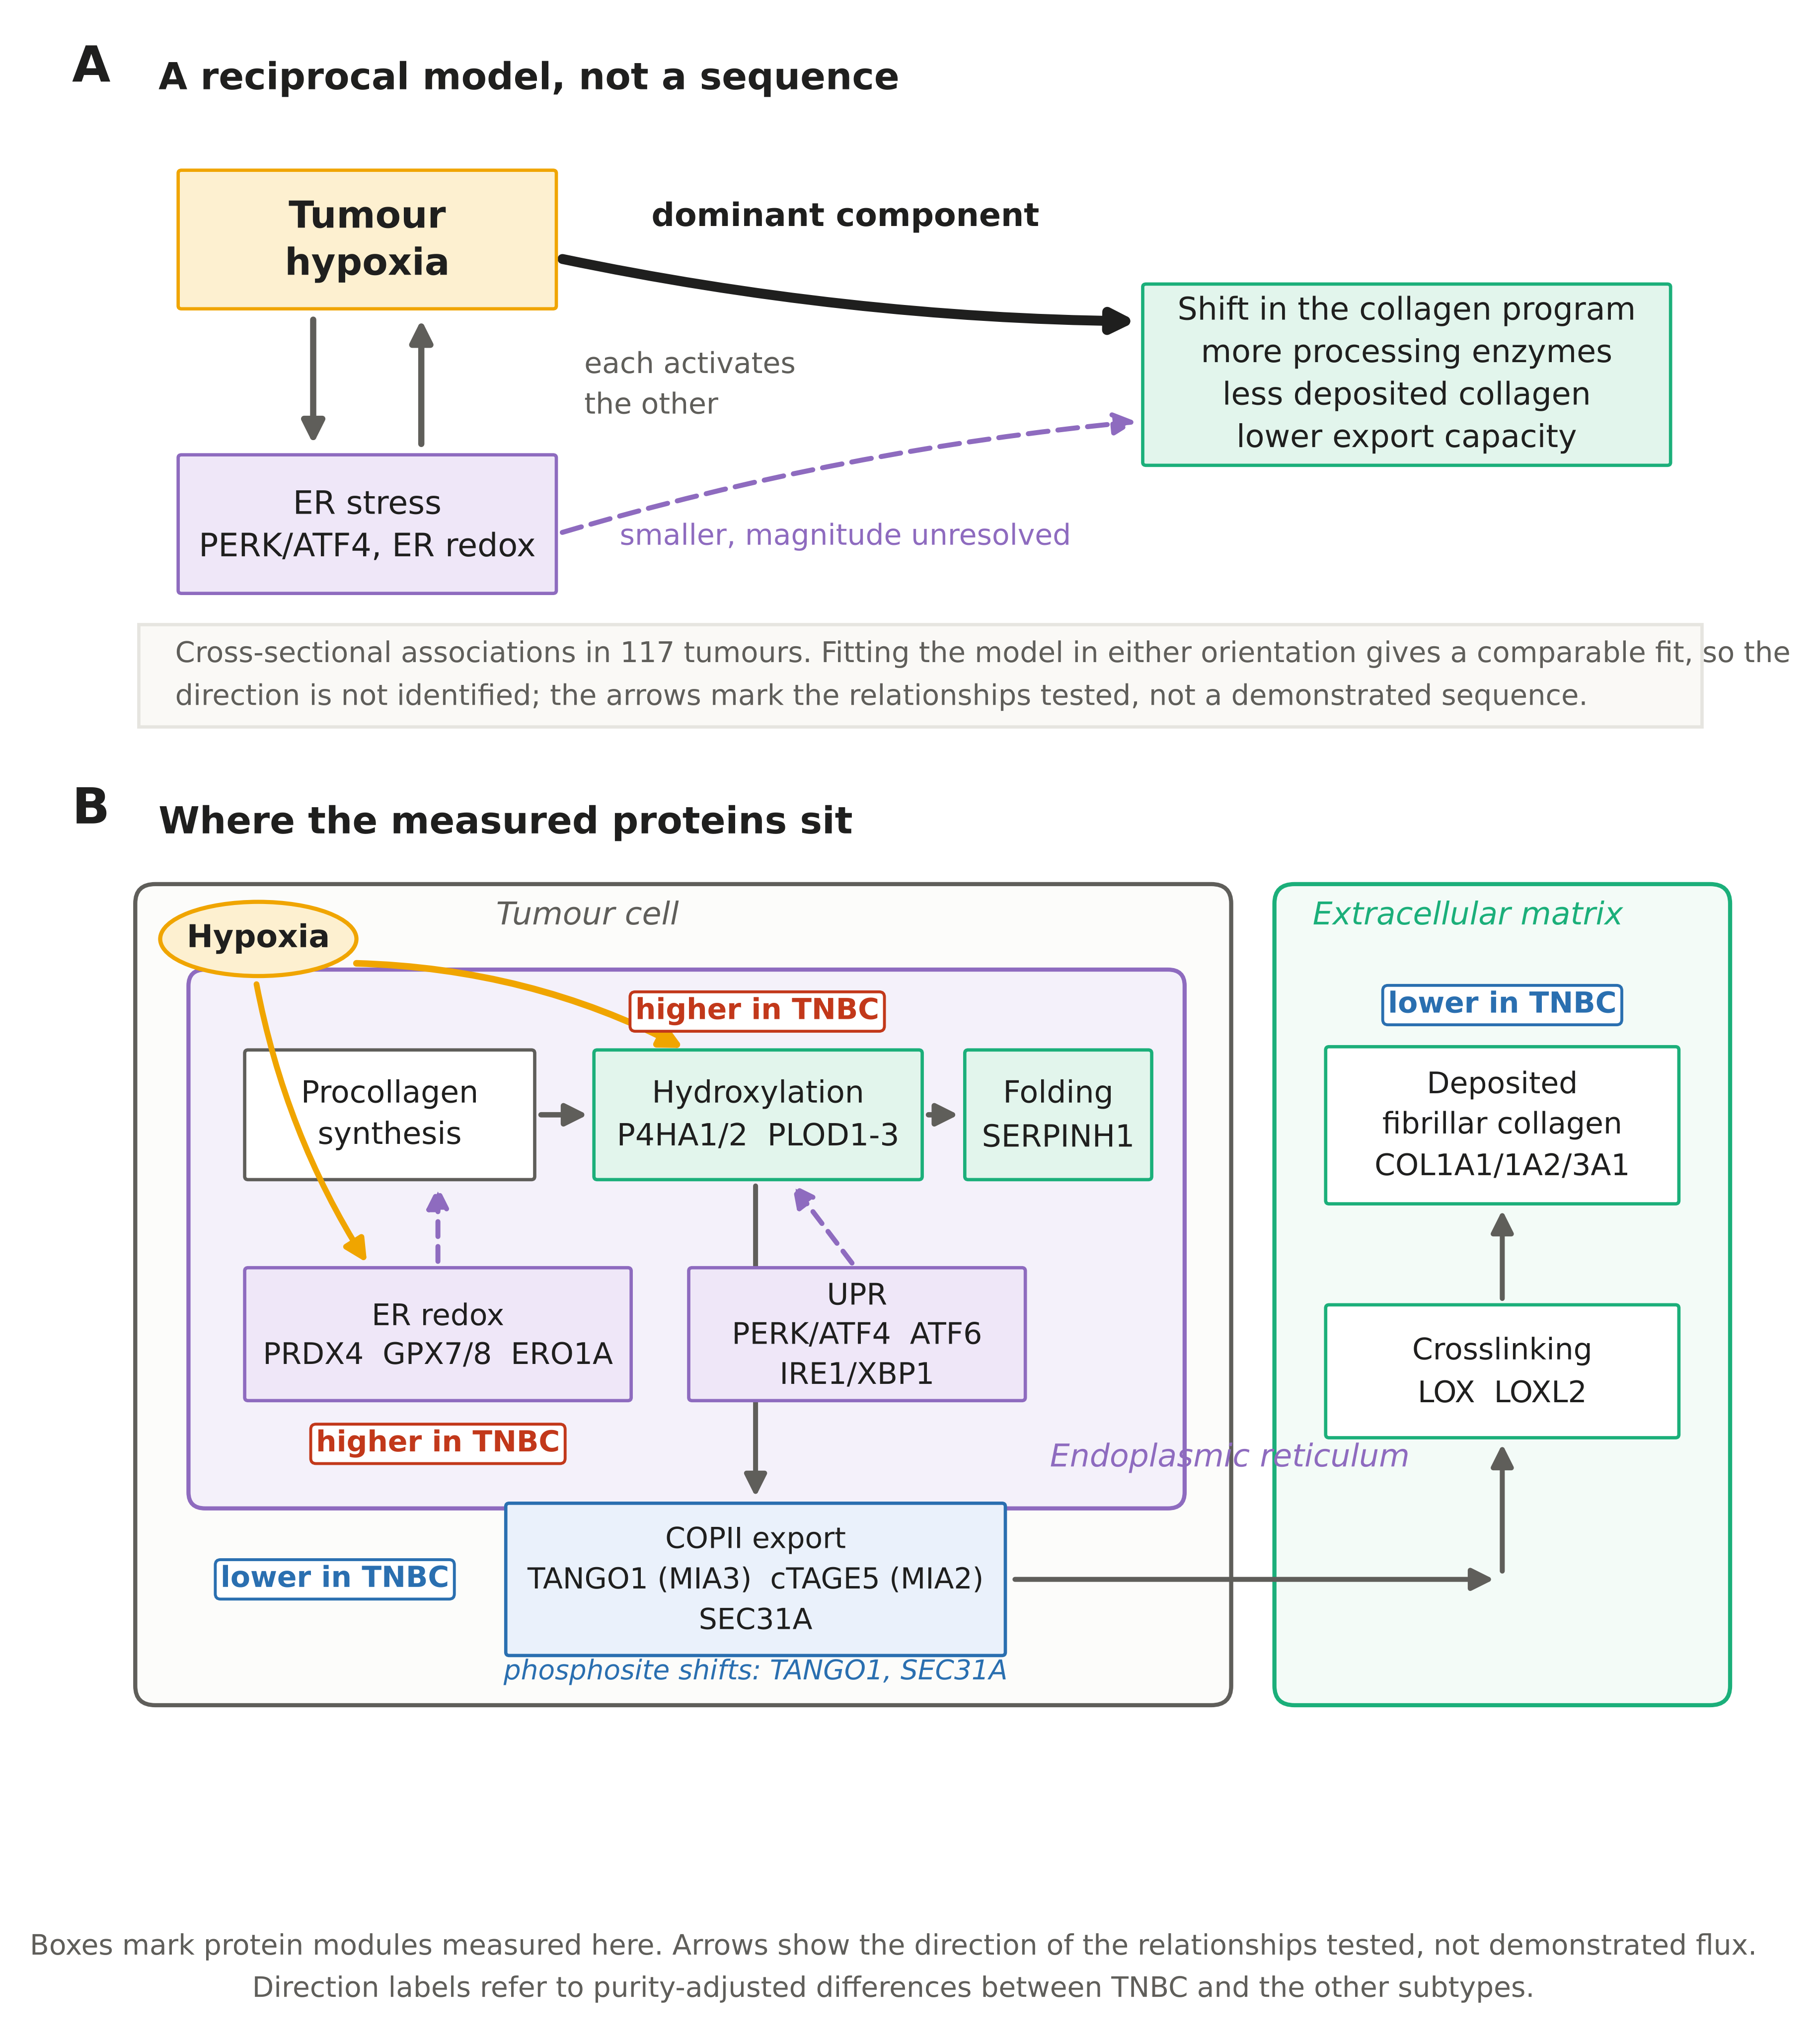 A
A reciprocal model, not a sequence
Tumour
hypoxia
dominant component
Shift in the collagen program
more processing enzymes
less deposited collagen
lower export capacity
each activates
the other
ER stress
PERK/ATF4, ER redox
smaller, magnitude unresolved
Cross-sectional associations in 117 tumours. Fitting the model in either orientation gives a comparable fit, so the
direction is not identified; the arrows mark the relationships tested, not a demonstrated sequence.
B
Where the measured proteins sit
Tumour cell
Hypoxia
higher in TNBC
Procollagen
synthesis
Hydroxylation
P4HA1/2 PLOD1-3
Folding
SERPINH1
ER redox
PRDX4 GPX7/8 ERO1A
UPR
PERK/ATF4 ATF6
IRE1/XBP1
higher in TNBC
Endoplasmic reticulum
lower in TNBC
COPII export
TANGO1 (MIA3) cTAGE5 (MIA2)
SEC31A
phosphosite shifts: TANGO1, SEC31A
Extracellular matrix
lower in TNBC
Deposited
fibrillar collagen
COL1A1/1A2/3A1
Crosslinking
LOX LOXL2
Boxes mark protein modules measured here. Arrows show the direction of the relationships tested, not demonstrated flux.
Direction labels refer to purity-adjusted differences between TNBC and the other subtypes.